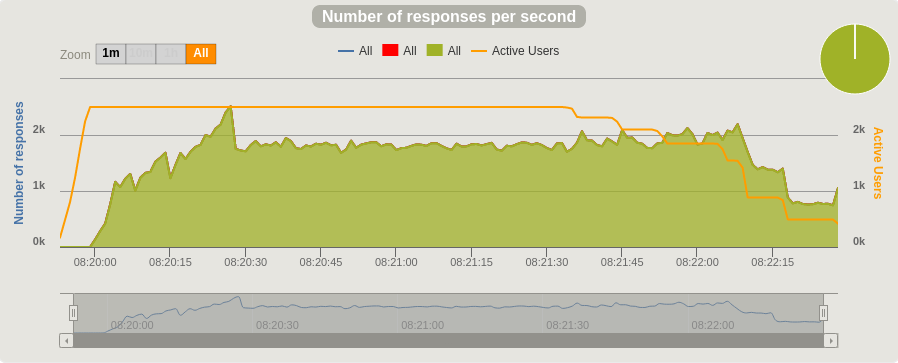 Number of responses per second
Zoom 1m 10m 1h All
All All All Active Users
Number of responses
2k
1k
0k
2k
1k
0k
Active Users
08:20:00 08:20:15 08:20:30 08:20:45 08:21:00 08:21:15 08:21:30 08:21:45 08:22:00 08:22:15
08:20:00 08:20:30 08:21:00 08:21:30 08:22:00